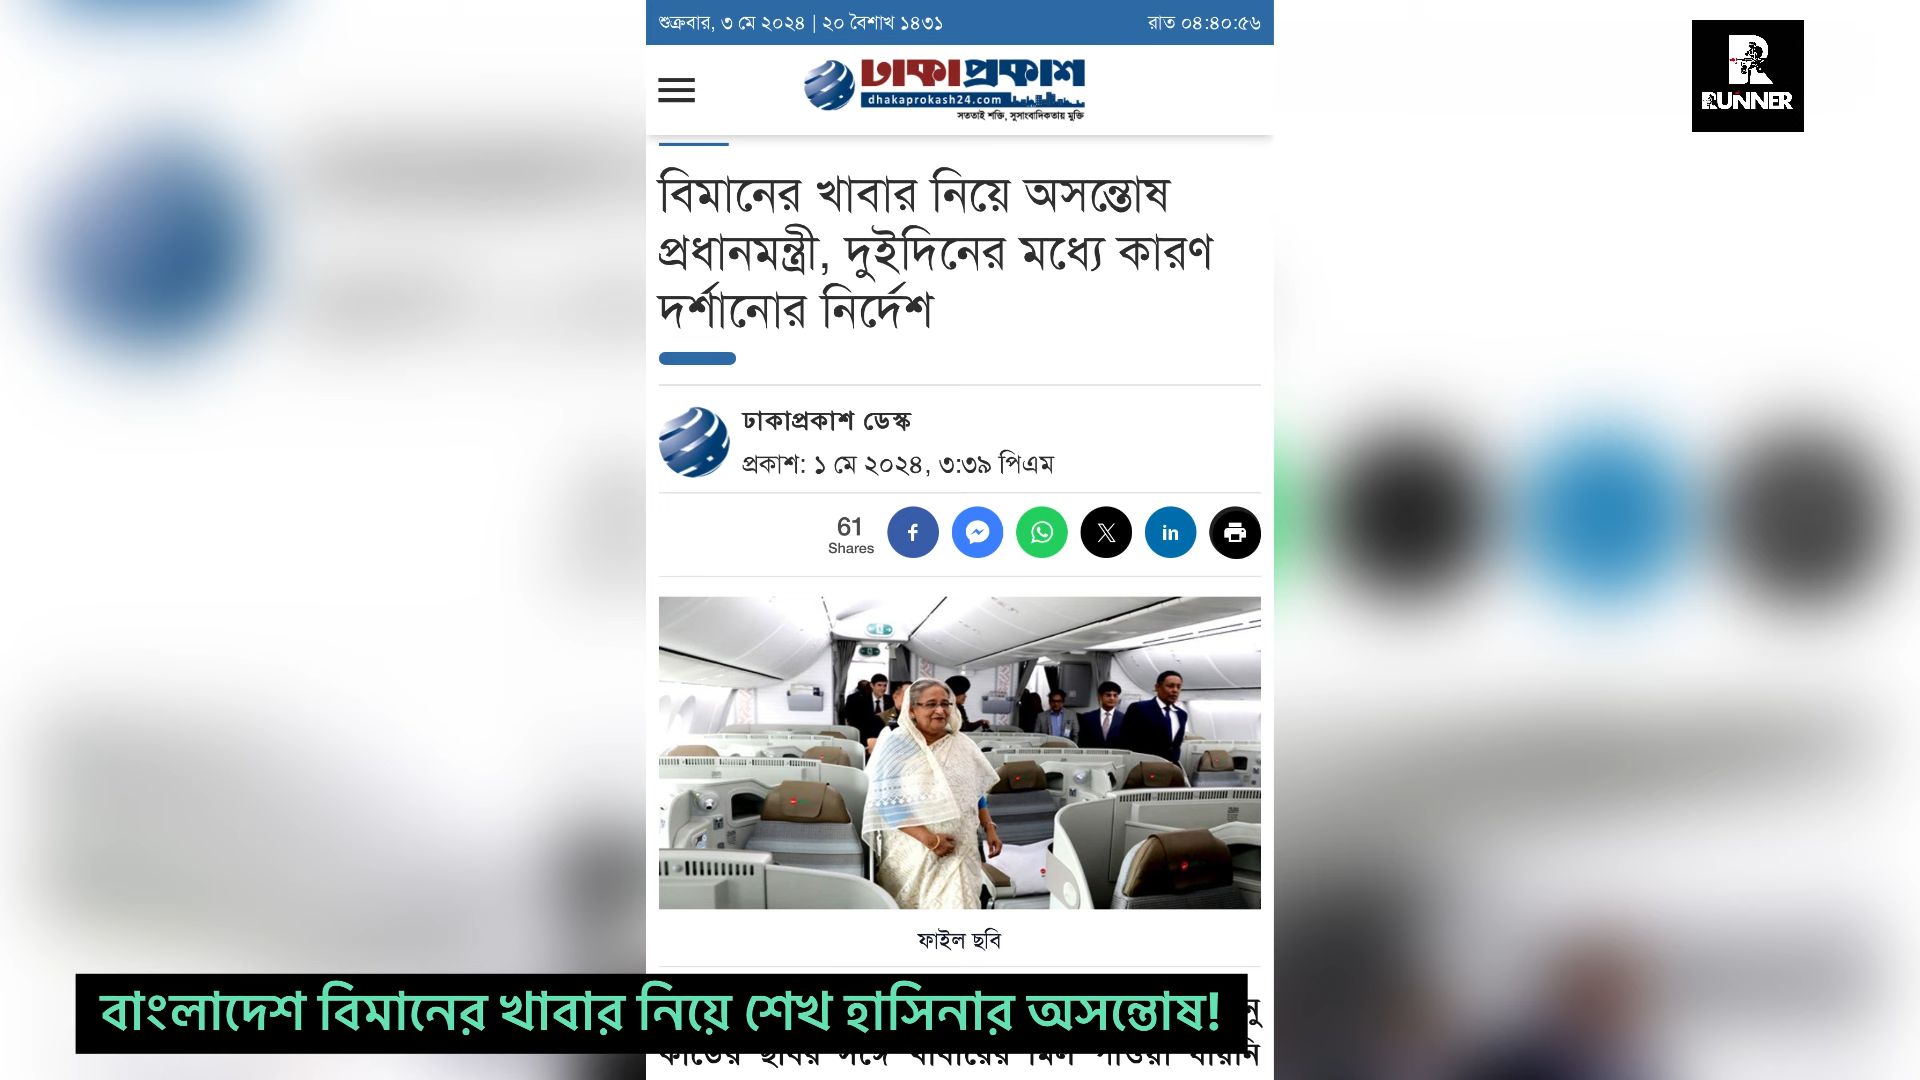 শুক্রবার, ৩ মে ২০২৪ | ২০ বৈশাখ ১৪৩১
রাত ০৪:৪০:৫৬
ঢাকাপ্রকাশ
dhakaprokash24.com
সততাই শক্তি, সুসাংবাদিকতায় মুক্তি
RUNNER
বিমানের খাবার নিয়ে অসন্তোষ
প্রধানমন্ত্রী, দুইদিনের মধ্যে কারণ
দর্শানোর নির্দেশ
ঢাকাপ্রকাশ ডেস্ক
প্রকাশ: ১ মে ২০২৪, ৩:৩৯ পিএম
61
Shares
ফাইল ছবি
বাংলাদেশ বিমানের খাবার নিয়ে শেখ হাসিনার অসন্তোষ!